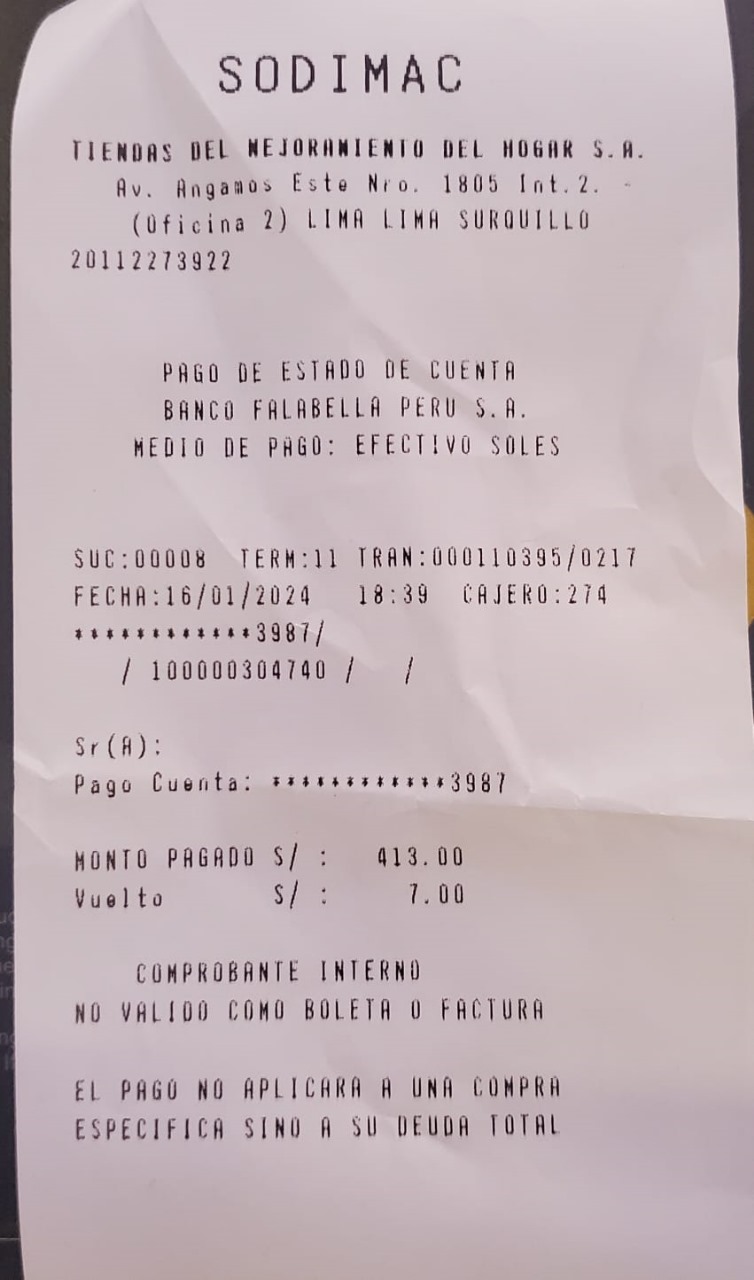 SODIMAC
TIENDAS DEL MEJORAMIENTO DEL HOGAR S.A.
Av. Angamos Este Nro. 1805 Int.2. -
(Oficina 2) LIMA LIMA SURQUILLO
20112273922
PAGO DE ESTADO DE CUENTA
BANCO FALABELLA PERU S.A.
MEDIO DE PAGO: EFECTIVO SOLES
SUC:00008 TERM:11 TRAN:000110395/0217
FECHA:16/01/2024 18:39 CAJERO:274
************3987/
/ 100000304740 / /
Sr(A):
Pago Cuenta: ************3987
MONTO PAGADO S/ : 413.00
Vuelto S/ : 7.00
COMPROBANTE INTERNO
NO VALIDO COMO BOLETA O FACTURA
EL PAGO NO APLICARA A UNA COMPRA
ESPECIFICA SINO A SU DEUDA TOTAL